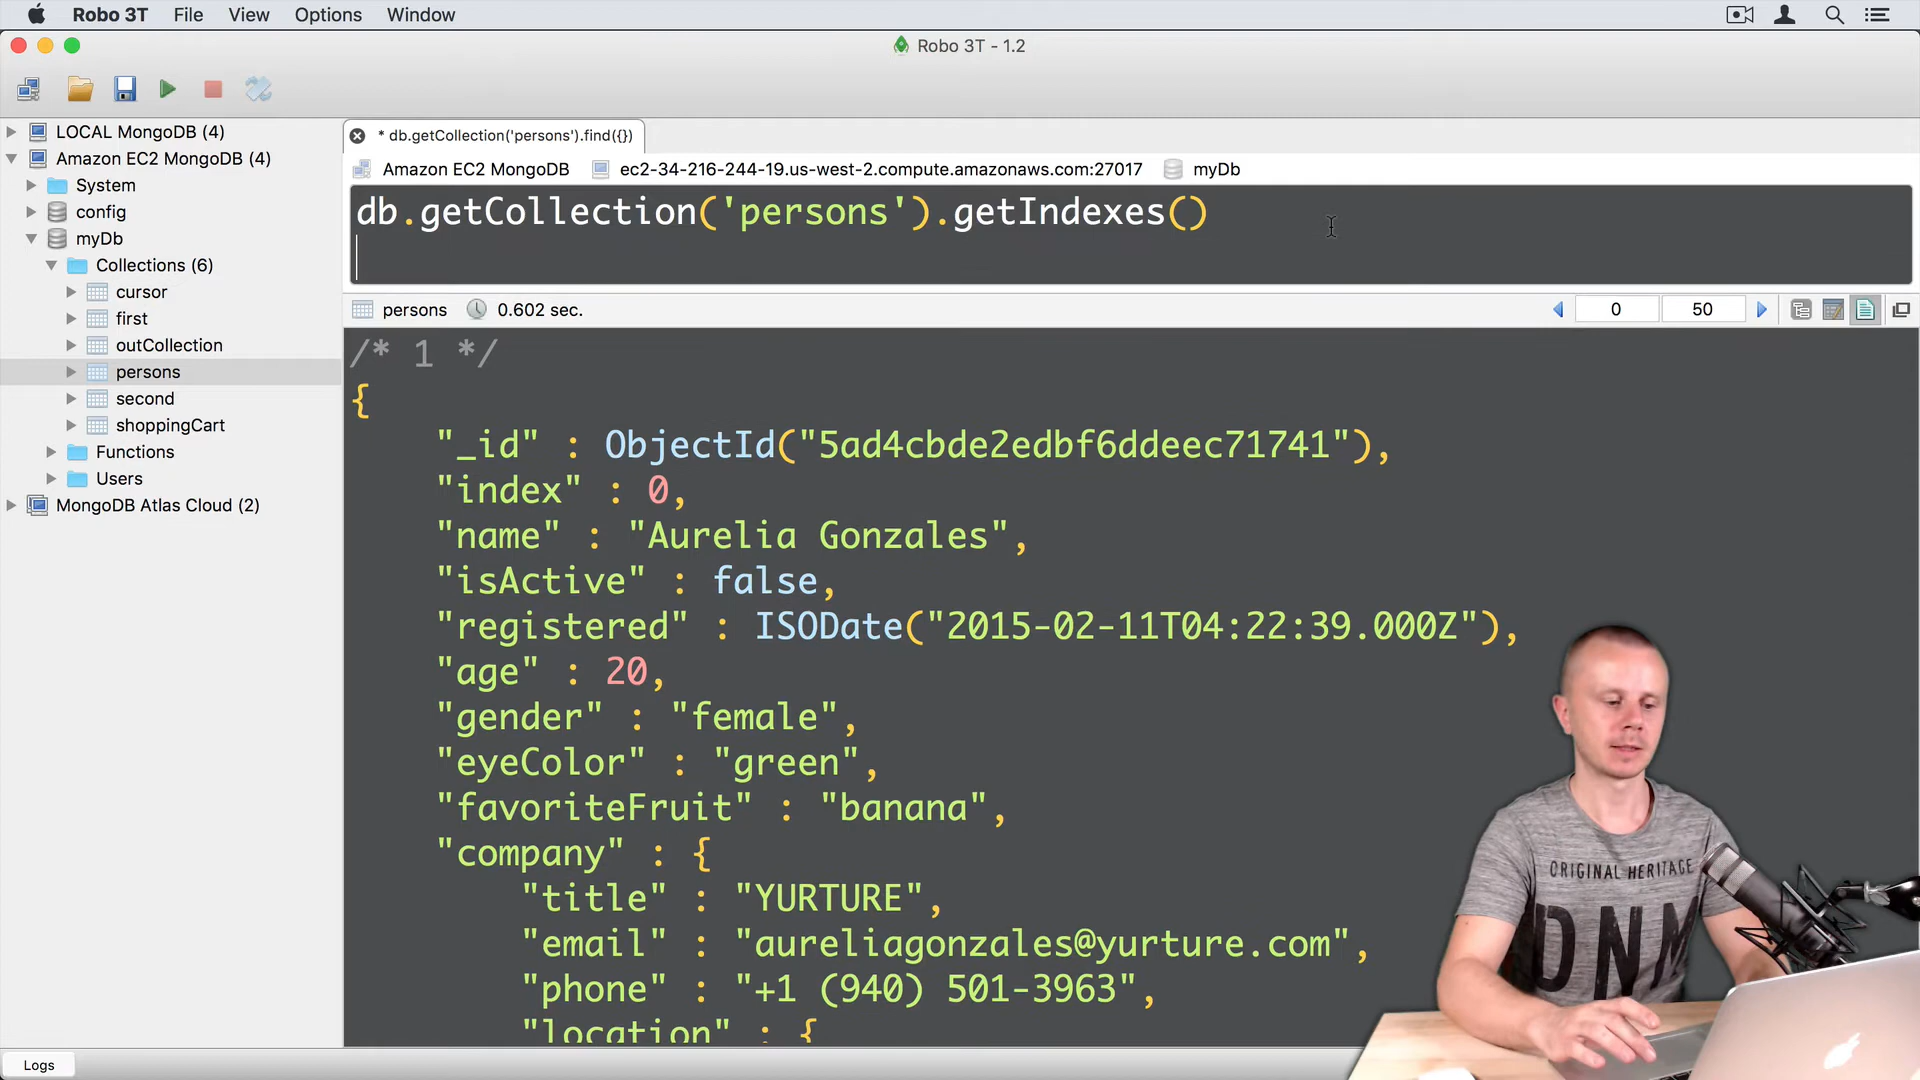 Robo 3T File View Options Window
Robo 3T - 1.2
LOCAL MongoDB (4)
Amazon EC2 MongoDB (4)
System
config
myDb
Collections (6)
cursor
first
outCollection
persons
second
shoppingCart
Functions
Users
MongoDB Atlas Cloud (2)
* db.getCollection('persons').find({})
Amazon EC2 MongoDB ec2-34-216-244-19.us-west-2.compute.amazonaws.com:27017 myDb
db.getCollection('persons').getIndexes()
persons 0.602 sec. 0 50
/* 1 */
{
"_id" : ObjectId("5ad4cbde2edbf6ddeec71741"),
"index" : 0,
"name" : "Aurelia Gonzales",
"isActive" : false,
"registered" : ISODate("2015-02-11T04:22:39.000Z"),
"age" : 20,
"gender" : "female",
"eyeColor" : "green",
"favoriteFruit" : "banana",
"company" : {
"title" : "YURTURE",
"email" : "aureliagonzales@yurture.com",
"phone" : "+1 (940) 501-3963",
"location" : {
Logs
ORIGINAL HERITAGE
DNM